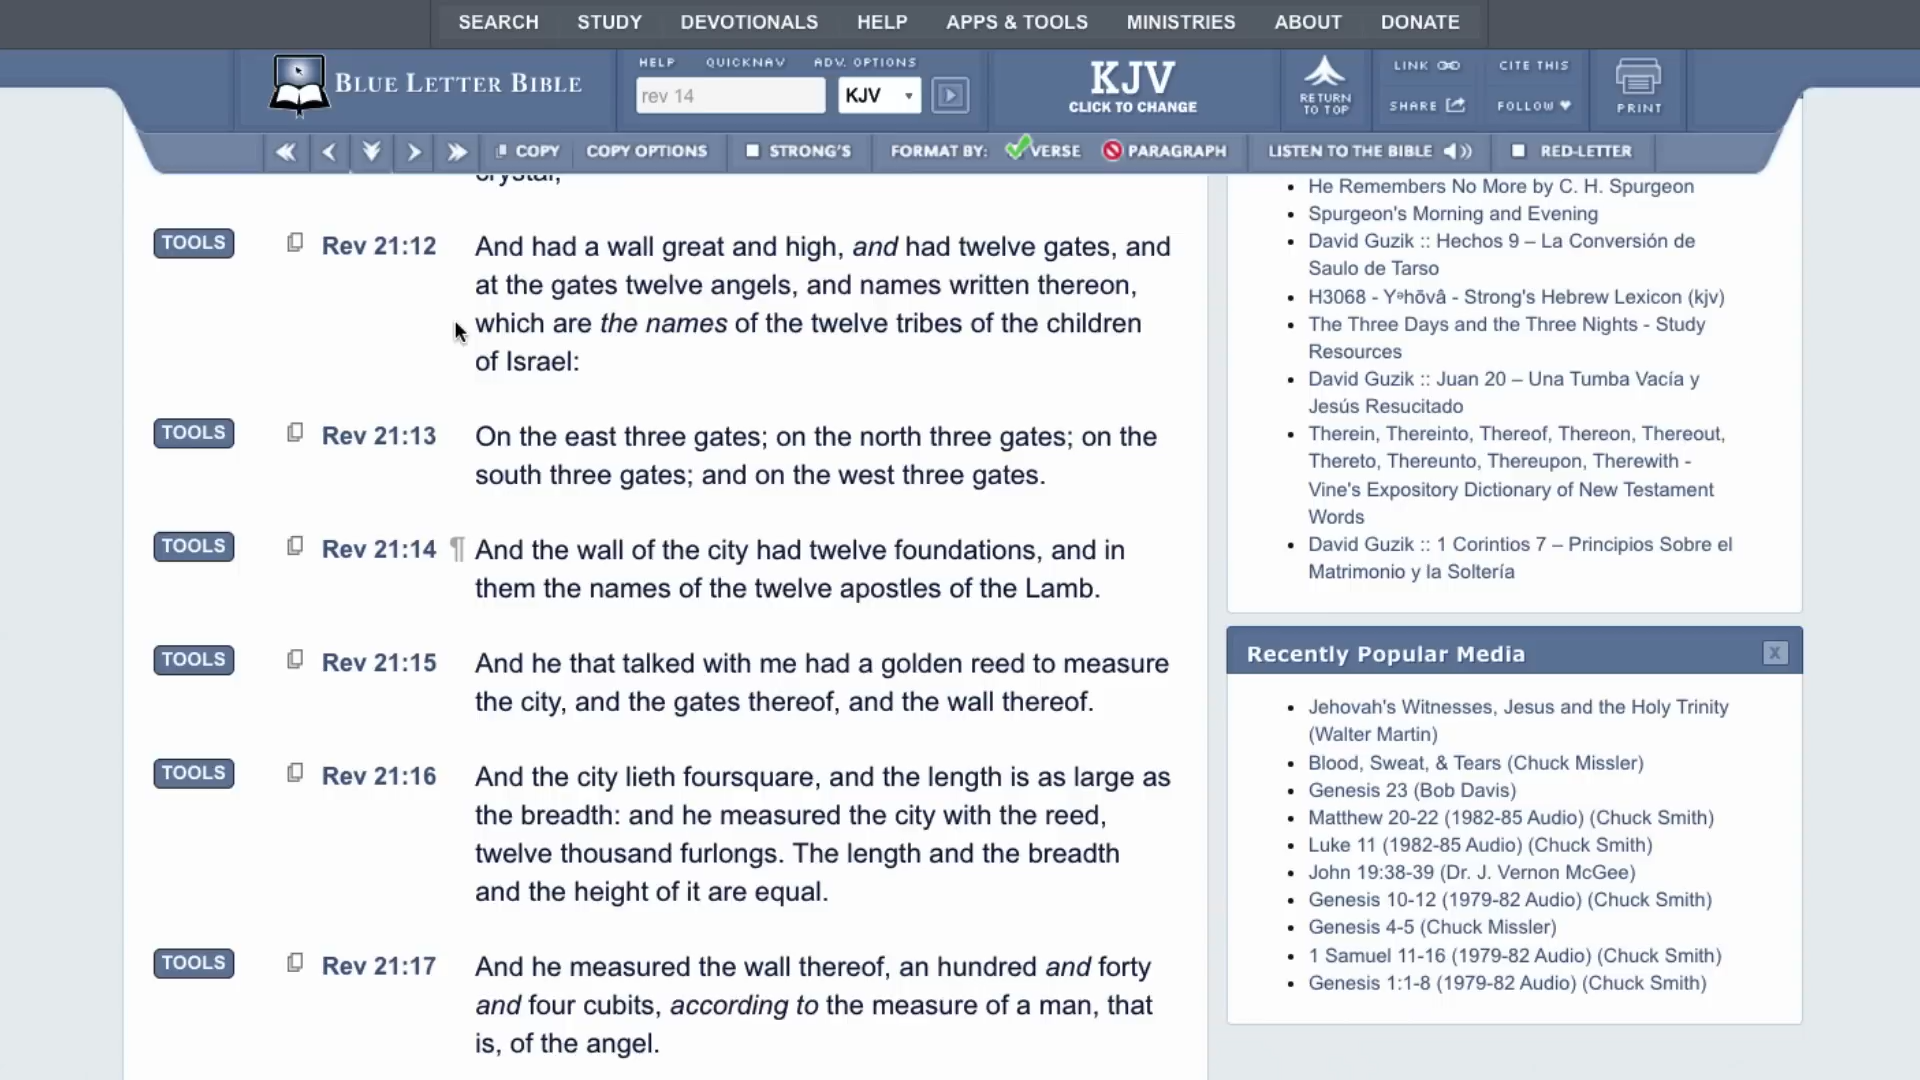 SEARCH STUDY DEVOTIONALS HELP APPS & TOOLS MINISTRIES ABOUT DONATE
BLUE LETTER BIBLE
HELP QUICKNAV ADV. OPTIONS
rev 14 KJV
KJV
CLICK TO CHANGE
RETURN
TO TOP
LINK
SHARE
CITE THIS
FOLLOW
PRINT
COPY COPY OPTIONS STRONG'S FORMAT BY: VERSE PARAGRAPH LISTEN TO THE BIBLE RED-LETTER
crystal;
TOOLS Rev 21:12 And had a wall great and high, and had twelve gates, and
at the gates twelve angels, and names written thereon,
which are the names of the twelve tribes of the children
of Israel:
TOOLS Rev 21:13 On the east three gates; on the north three gates; on the
south three gates; and on the west three gates.
TOOLS Rev 21:14 ¶ And the wall of the city had twelve foundations, and in
them the names of the twelve apostles of the Lamb.
TOOLS Rev 21:15 And he that talked with me had a golden reed to measure
the city, and the gates thereof, and the wall thereof.
TOOLS Rev 21:16 And the city lieth foursquare, and the length is as large as
the breadth: and he measured the city with the reed,
twelve thousand furlongs. The length and the breadth
and the height of it are equal.
TOOLS Rev 21:17 And he measured the wall thereof, an hundred and forty
and four cubits, according to the measure of a man, that
is, of the angel.
He Remembers No More by C. H. Spurgeon
Spurgeon's Morning and Evening
David Guzik :: Hechos 9 – La Conversión de
Saulo de Tarso
H3068 - Yᵊhōvâ - Strong's Hebrew Lexicon (kjv)
The Three Days and the Three Nights - Study
Resources
David Guzik :: Juan 20 – Una Tumba Vacía y
Jesús Resucitado
Therein, Thereinto, Thereof, Thereon, Thereout,
Thereto, Thereunto, Thereupon, Therewith -
Vine's Expository Dictionary of New Testament
Words
David Guzik :: 1 Corintios 7 – Principios Sobre el
Matrimonio y la Soltería
Recently Popular Media X
Jehovah's Witnesses, Jesus and the Holy Trinity
(Walter Martin)
Blood, Sweat, & Tears (Chuck Missler)
Genesis 23 (Bob Davis)
Matthew 20-22 (1982-85 Audio) (Chuck Smith)
Luke 11 (1982-85 Audio) (Chuck Smith)
John 19:38-39 (Dr. J. Vernon McGee)
Genesis 10-12 (1979-82 Audio) (Chuck Smith)
Genesis 4-5 (Chuck Missler)
1 Samuel 11-16 (1979-82 Audio) (Chuck Smith)
Genesis 1:1-8 (1979-82 Audio) (Chuck Smith)